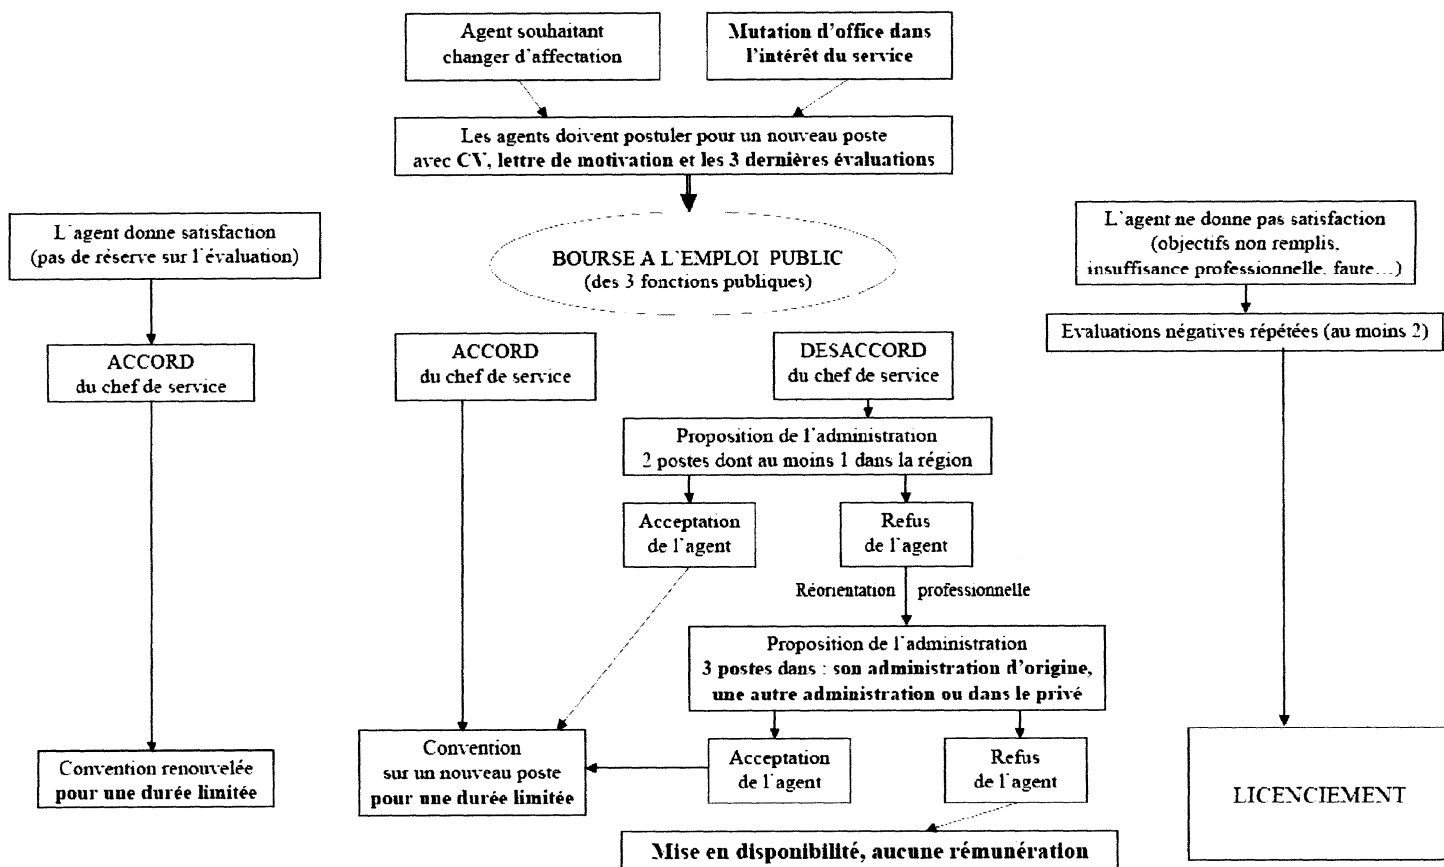 Agent souhaitant
changer d'affectation
Mutation d'office dans
l'intérêt du service
Les agents doivent postuler pour un nouveau poste
avec CV, lettre de motivation et les 3 dernières évaluations
L'agent donne satisfaction
(pas de réserve sur l'évaluation)
BOURSE A L'EMPLOI PUBLIC
(des 3 fonctions publiques)
L'agent ne donne pas satisfaction
(objectifs non remplis,
insuffisance professionnelle, faute…)
Evaluations négatives répétées (au moins 2)
ACCORD
du chef de service
ACCORD
du chef de service
DESACCORD
du chef de service
Proposition de l'administration
2 postes dont au moins 1 dans la région
Acceptation
de l'agent
Refus
de l'agent
Réorientation professionnelle
Proposition de l'administration
3 postes dans : son administration d'origine,
une autre administration ou dans le privé
Convention renouvelée
pour une durée limitée
Convention
sur un nouveau poste
pour une durée limitée
Acceptation
de l'agent
Refus
de l'agent
LICENCIEMENT
Mise en disponibilité, aucune rémunération